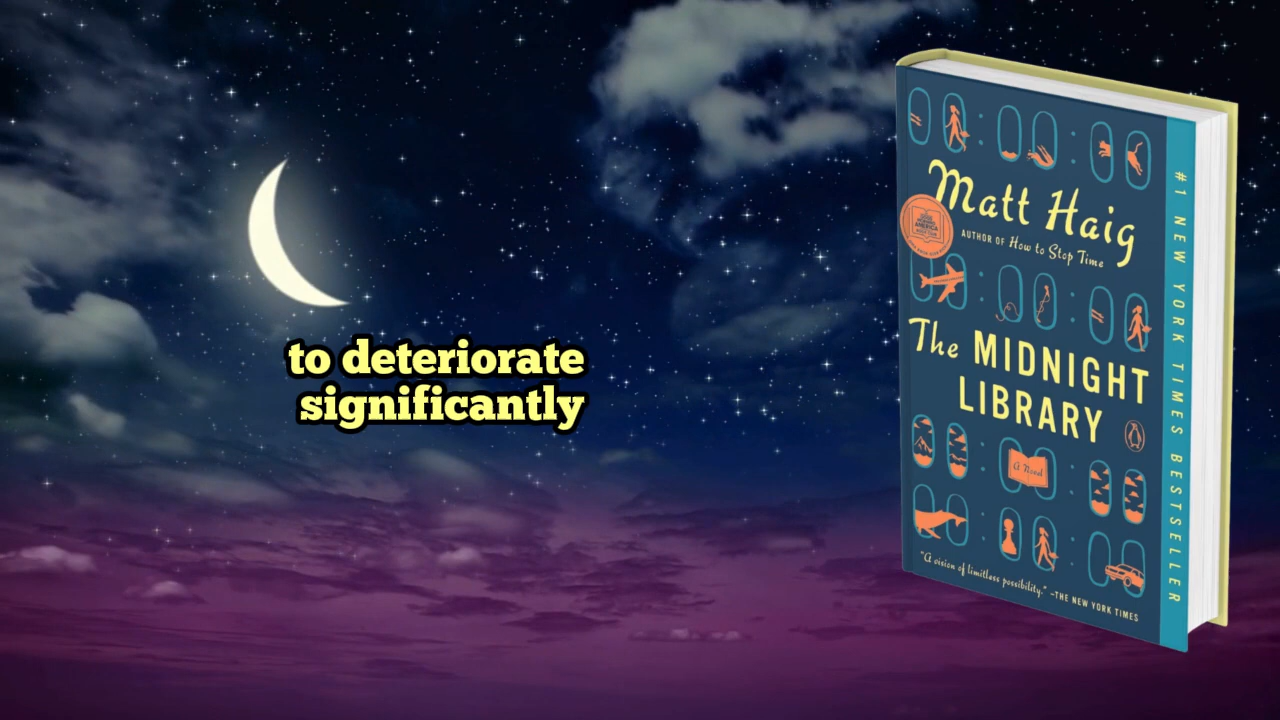 to deteriorate
significantly
Matt Haig
AUTHOR OF How to Stop Time
The MIDNIGHT
LIBRARY
A Novel
"A vision of limitless possibility." —THE NEW YORK TIMES
#1 NEW YORK TIMES BESTSELLER